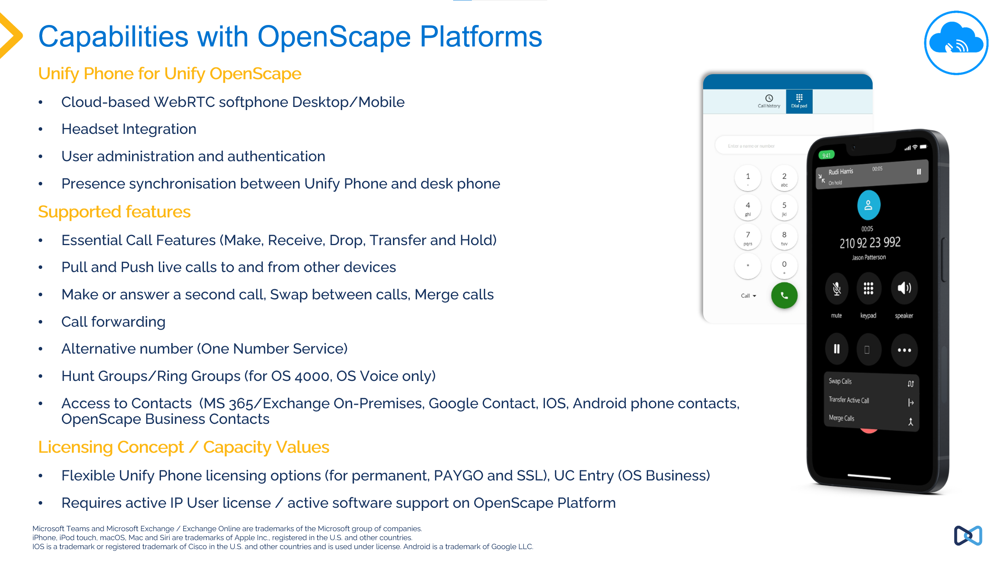 Capabilities with OpenScape Platforms
Unify Phone for Unify OpenScape
• Cloud-based WebRTC softphone Desktop/Mobile
• Headset Integration
• User administration and authentication
• Presence synchronisation between Unify Phone and desk phone
Supported features
• Essential Call Features (Make, Receive, Drop, Transfer and Hold)
• Pull and Push live calls to and from other devices
• Make or answer a second call, Swap between calls, Merge calls
• Call forwarding
• Alternative number (One Number Service)
• Hunt Groups/Ring Groups (for OS 4000, OS Voice only)
• Access to Contacts  (MS 365/Exchange On-Premises, Google Contact, IOS, Android phone contacts,
OpenScape Business Contacts
Licensing Concept / Capacity Values
• Flexible Unify Phone licensing options (for permanent, PAYGO and SSL), UC Entry (OS Business)
• Requires active IP User license / active software support on OpenScape Platform
Microsoft Teams and Microsoft Exchange / Exchange Online are trademarks of the Microsoft group of companies.
iPhone, iPod touch, macOS, Mac and Siri are trademarks of Apple Inc., registered in the U.S. and other countries.
IOS is a trademark or registered trademark of Cisco in the U.S. and other countries and is used under license. Android is a trademark of Google LLC.
Call history Dial pad
Enter a name or number
1 2
- abc
4 5
ghi jkl
7 8
pqrs tuv
* 0
+
Call
9:41
Rudi Harris 00:05
On hold
00:05
210 92 23 992
Jason Patterson
mute keypad speaker
Swap Calls
Transfer Active Call
Merge Calls